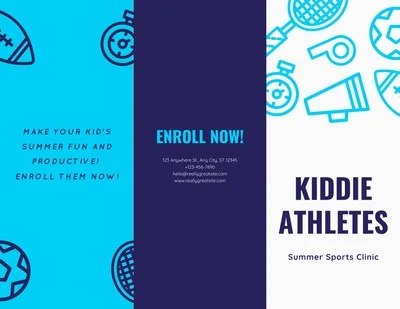 MAKE YOUR KID'S
SUMMER FUN AND
PRODUCTIVE!
ENROLL THEM NOW!
ENROLL NOW!
123 Anywhere St., Any City, ST 12345
+123-456-7890
hello@reallygreatsite.com
www.reallygreatsite.com
KIDDIE
ATHLETES
Summer Sports Clinic